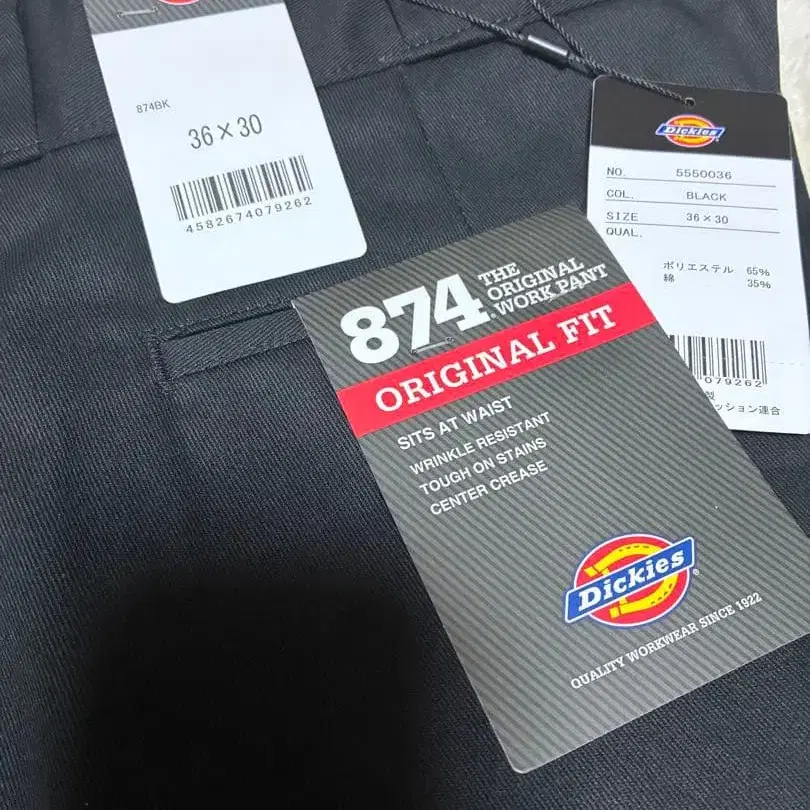 874BK
36×30
4582674079262
Dickies
NO. 5550036
COL. BLACK
SIZE 36×30
QUAL.
ポリエステル 65%
綿 35%
079262
製
ッション連合
874 THE ORIGINAL WORK PANT
ORIGINAL FIT
SITS AT WAIST
WRINKLE RESISTANT
TOUGH ON STAINS
CENTER CREASE
Dickies
QUALITY WORKWEAR SINCE 1922